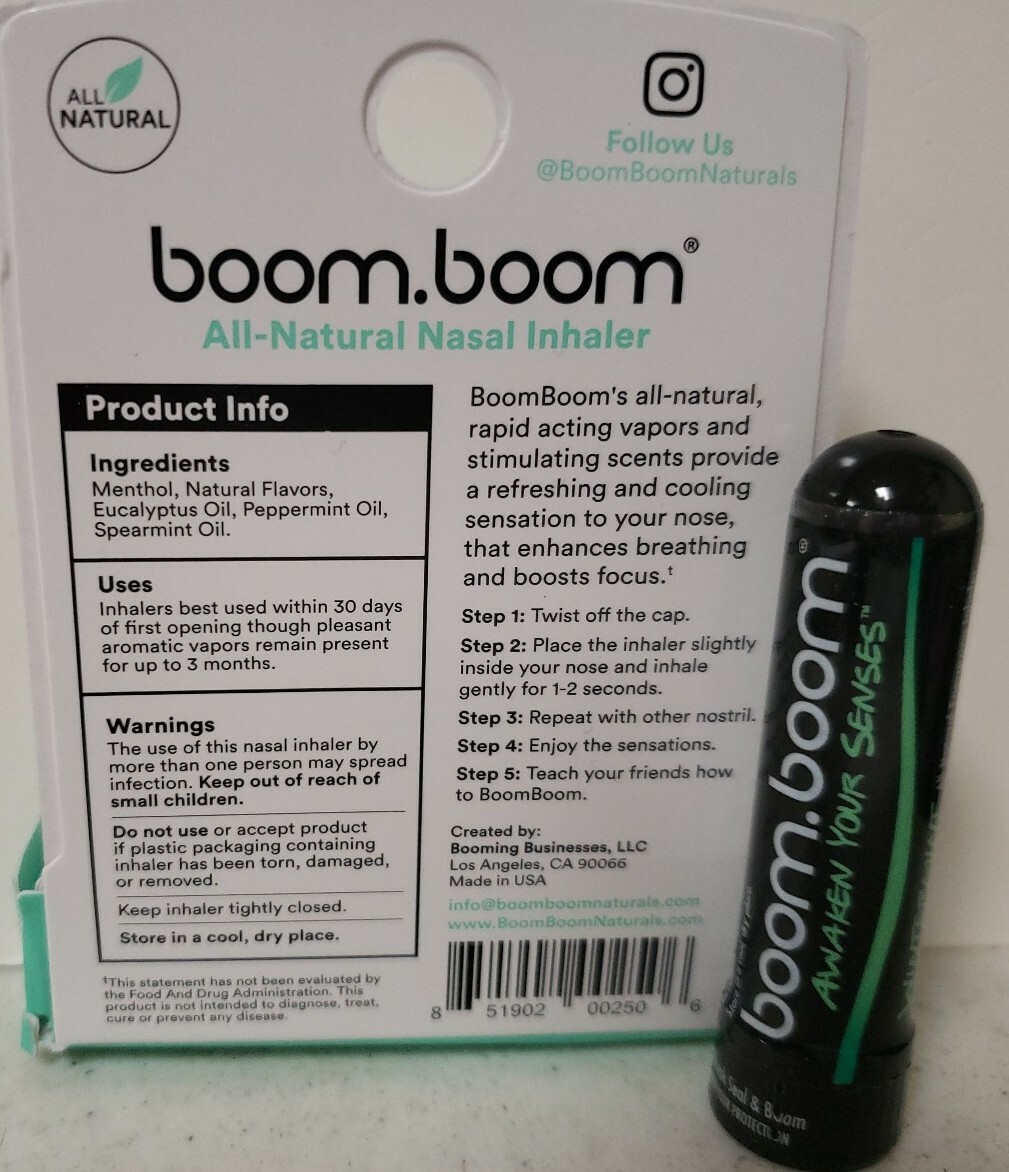 ALL
NATURAL
Follow Us
@BoomBoomNaturals
boom.boom®
All-Natural Nasal Inhaler
Product Info
Ingredients
Menthol, Natural Flavors,
Eucalyptus Oil, Peppermint Oil,
Spearmint Oil.
Uses
Inhalers best used within 30 days
of first opening though pleasant
aromatic vapors remain present
for up to 3 months.
Warnings
The use of this nasal inhaler by
more than one person may spread
infection. Keep out of reach of
small children.
Do not use or accept product
if plastic packaging containing
inhaler has been torn, damaged,
or removed.
Keep inhaler tightly closed.
Store in a cool, dry place.
†This statement has not been evaluated by
the Food And Drug Administration. This
product is not intended to diagnose, treat,
cure or prevent any disease.
BoomBoom's all-natural,
rapid acting vapors and
stimulating scents provide
a refreshing and cooling
sensation to your nose,
that enhances breathing
and boosts focus.†
Step 1: Twist off the cap.
Step 2: Place the inhaler slightly
inside your nose and inhale
gently for 1-2 seconds.
Step 3: Repeat with other nostril.
Step 4: Enjoy the sensations.
Step 5: Teach your friends how
to BoomBoom.
Created by:
Booming Businesses, LLC
Los Angeles, CA 90066
Made in USA
info@boomboomnaturals.com
www.BoomBoomNaturals.com
8 51902 00250 6
boom.boom®
AWAKEN YOUR SENSES™
Seal & Boom
PROTECTION